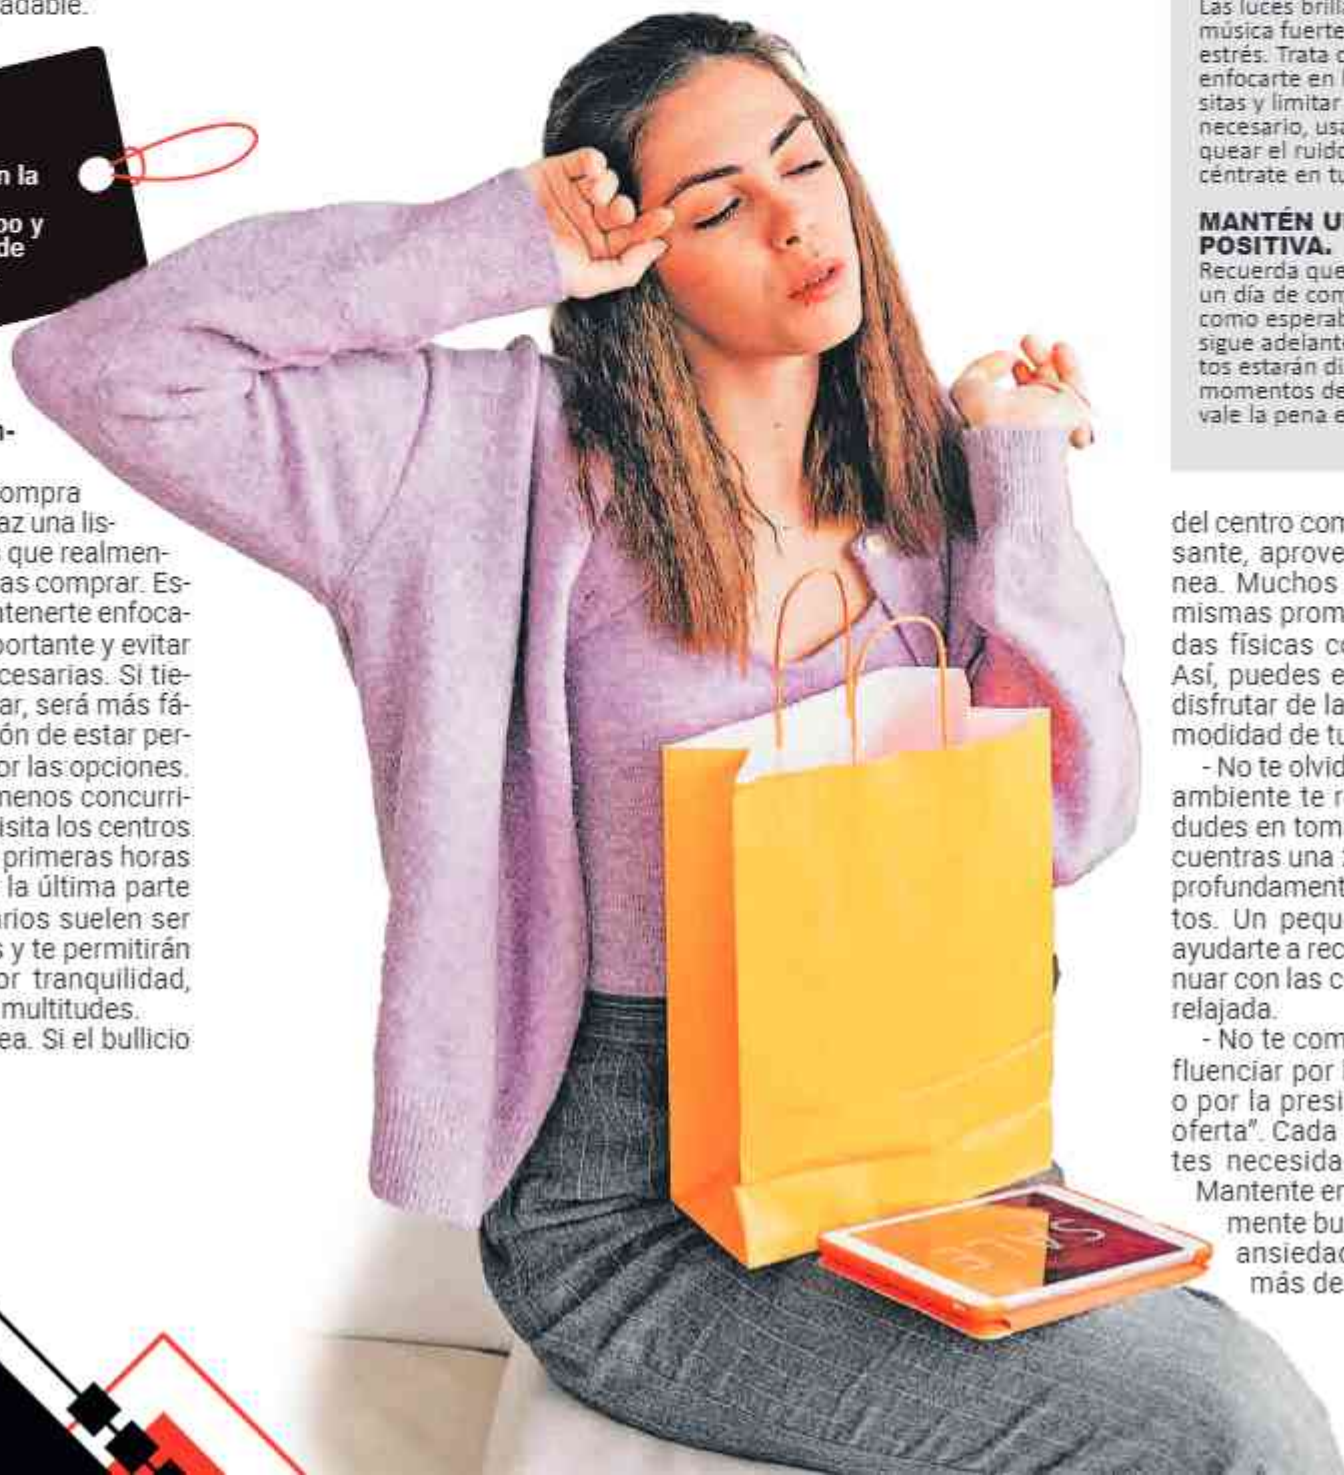 adable.
n la
po y
de
n-
ompra
az una lis-
que realmen-
as comprar. Es-
ntenerte enfoca-
portante y evitar
cesarias. Si tie-
ar, será más fá-
ón de estar per-
or las opciones.
menos concurri-
isita los centros
primeras horas
la última parte
arios suelen ser
s y te permitirán
or tranquilidad,
multitudes.
ea. Si el bullicio
SALE
Las luces brilla
música fuerte
estrés. Trata d
enfocarte en l
sitas y limitar
necesario, usa
quear el ruido
céntrate en tu
MANTÉN U
POSITIVA.
Recuerda que
un día de com
como esperab
sigue adelante
tos estarán di
momentos de
vale la pena e
del centro com
sante, aprove
nea. Muchos
mismas prom
das físicas co
Así, puedes e
disfrutar de la
modidad de tu
- No te olvid
ambiente te r
dudes en tom
cuentras una
profundament
tos. Un pequ
ayudarte a rec
nuar con las c
relajada.
- No te com
fluenciar por
o por la presi
oferta”. Cada
tes necesida
Mantente en
mente bu
ansiedad
más de